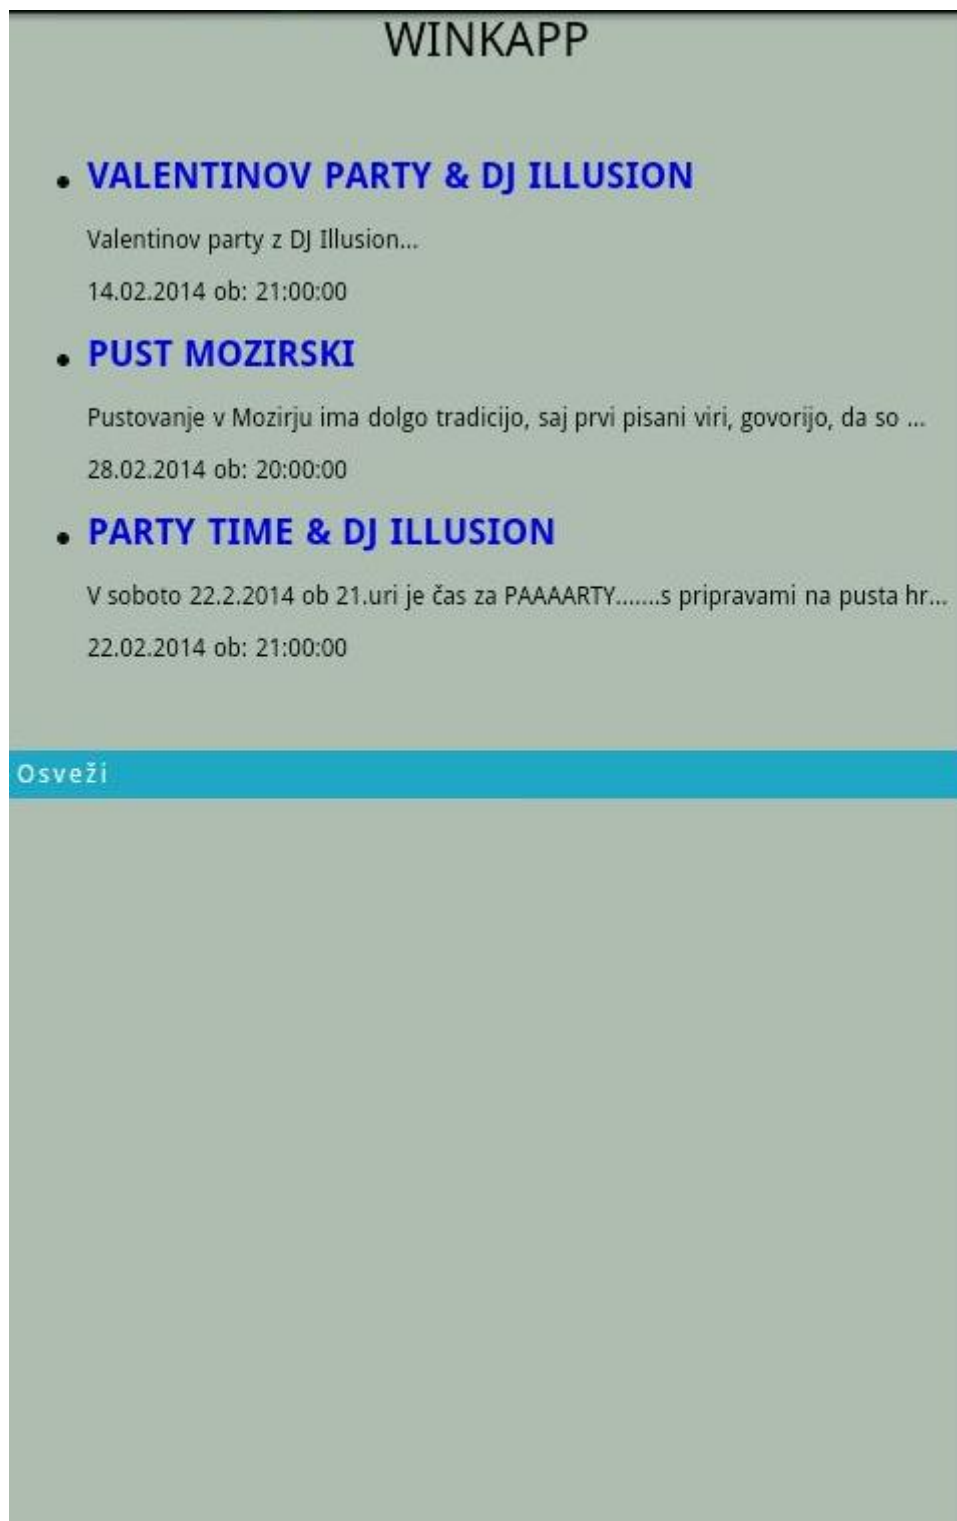 WINKAPP
VALENTINOV PARTY & DJ ILLUSION
Valentinov party z DJ Illusion...
14.02.2014 ob: 21:00:00
PUST MOZIRSKI
Pustovanje v Mozirju ima dolgo tradicijo, saj prvi pisani viri, govorijo, da so ...
28.02.2014 ob: 20:00:00
PARTY TIME & DJ ILLUSION
V soboto 22.2.2014 ob 21.uri je čas za PAAAARTY.......s pripravami na pusta hr...
22.02.2014 ob: 21:00:00
Osveži